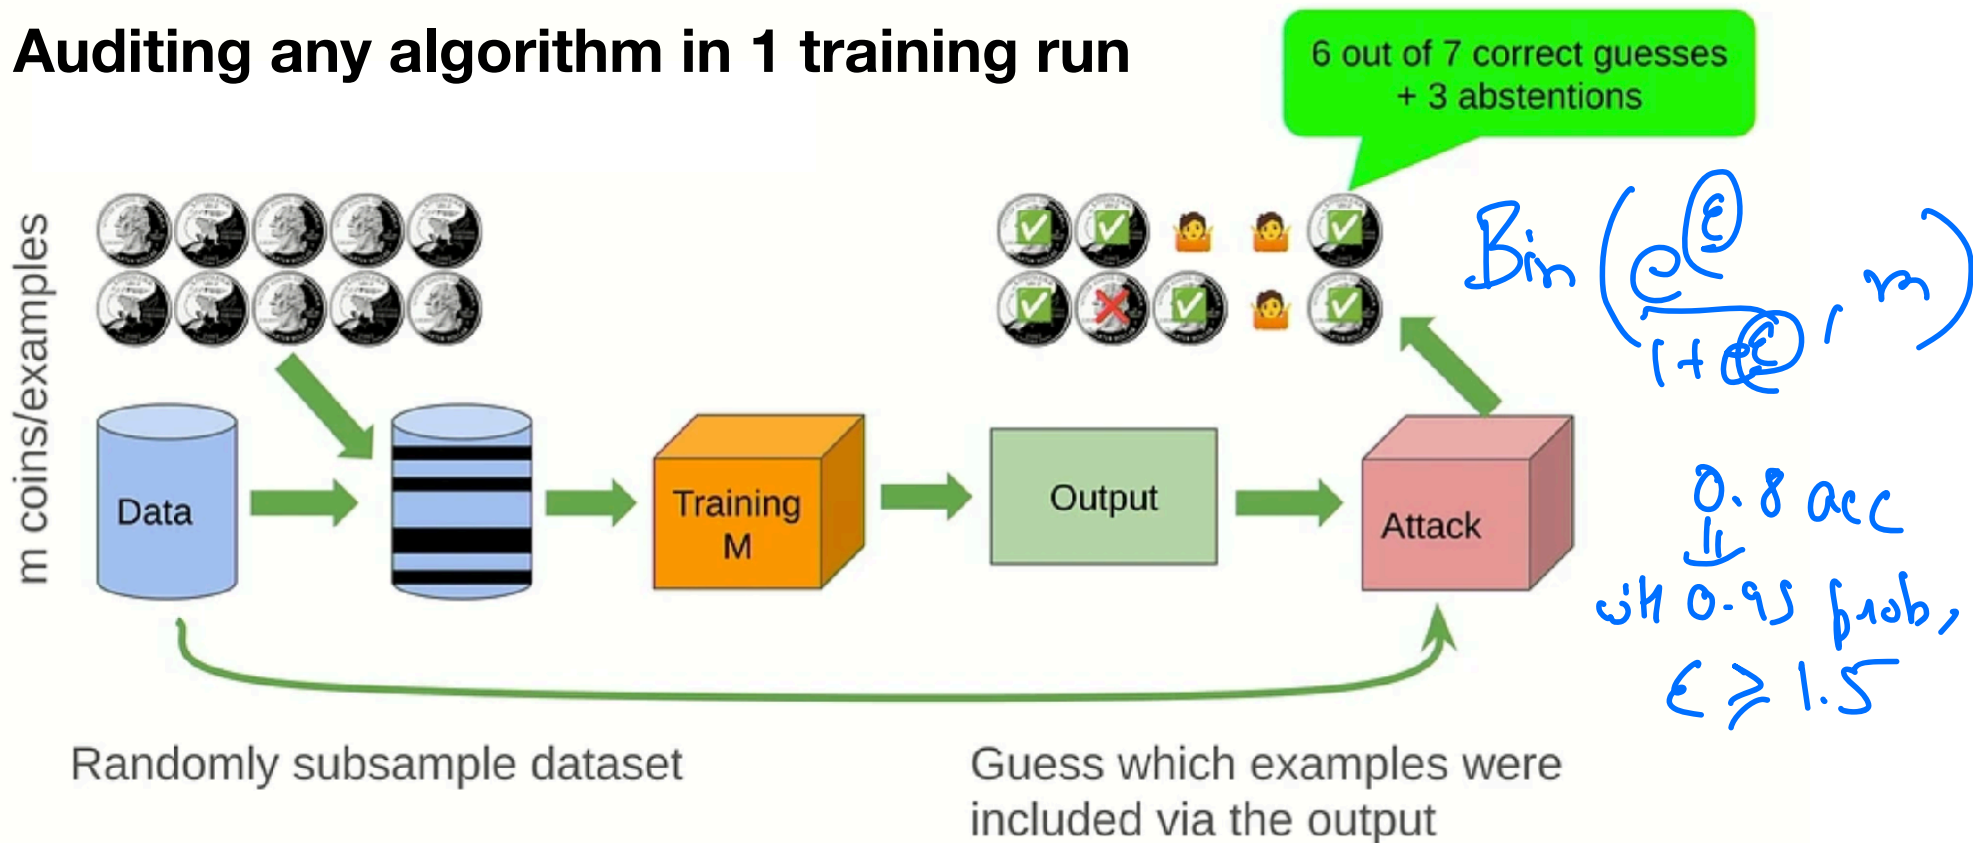 Auditing any algorithm in 1 training run
6 out of 7 correct guesses
+ 3 abstentions
m coins/examples
Bin (e^ε / 1+e^ε, m)
Data
Training
M
Output
Attack
0.8 acc
⇓
with 0.95 prob,
ε ≥ 1.5
Randomly subsample dataset
Guess which examples were
included via the output